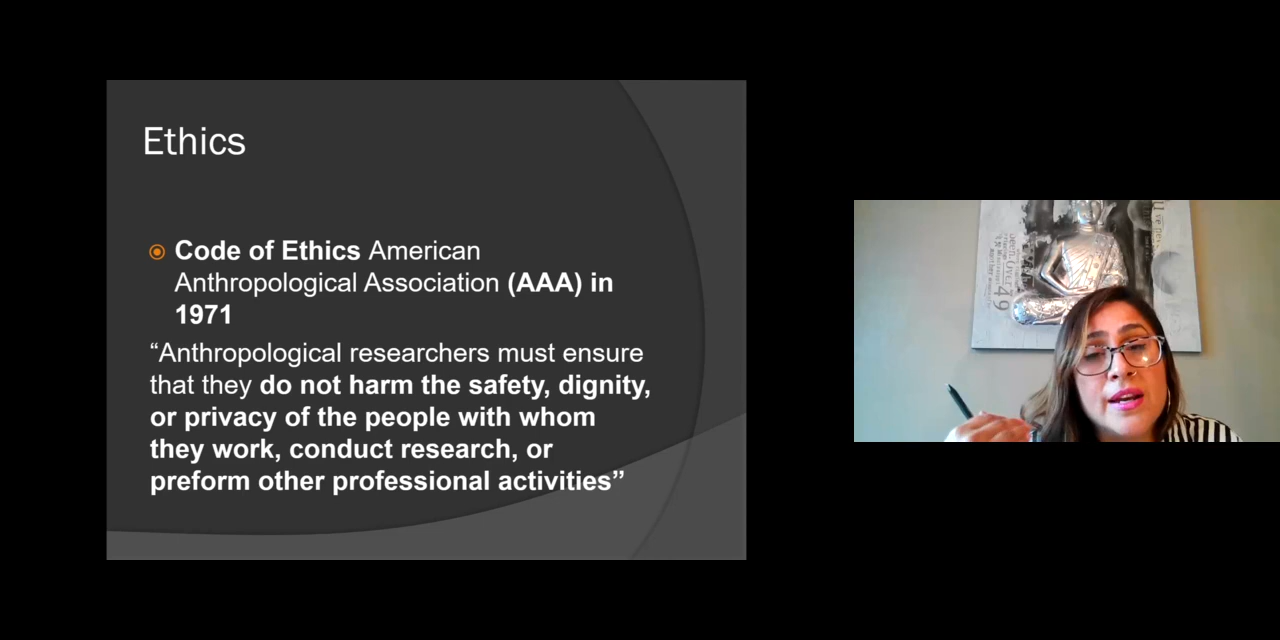 Ethics
Code of Ethics American
Anthropological Association (AAA) in
1971
“Anthropological researchers must ensure
that they do not harm the safety, dignity,
or privacy of the people with whom
they work, conduct research, or
preform other professional activities”
49